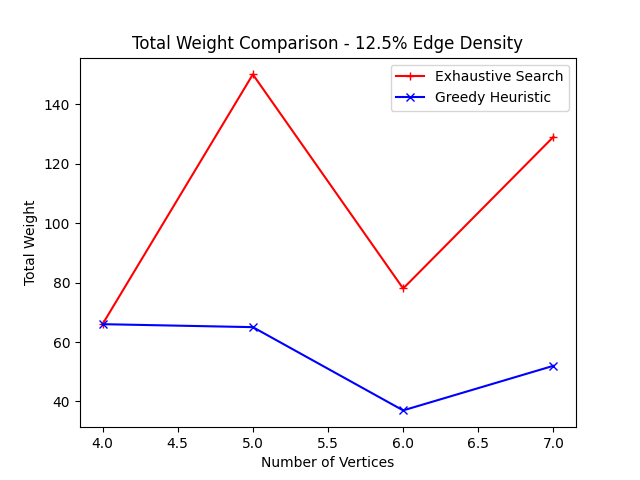 Total Weight Comparison - 12.5% Edge Density
Exhaustive Search
Greedy Heuristic
Total Weight
140
120
100
80
60
40
4.0 4.5 5.0 5.5 6.0 6.5 7.0
Number of Vertices